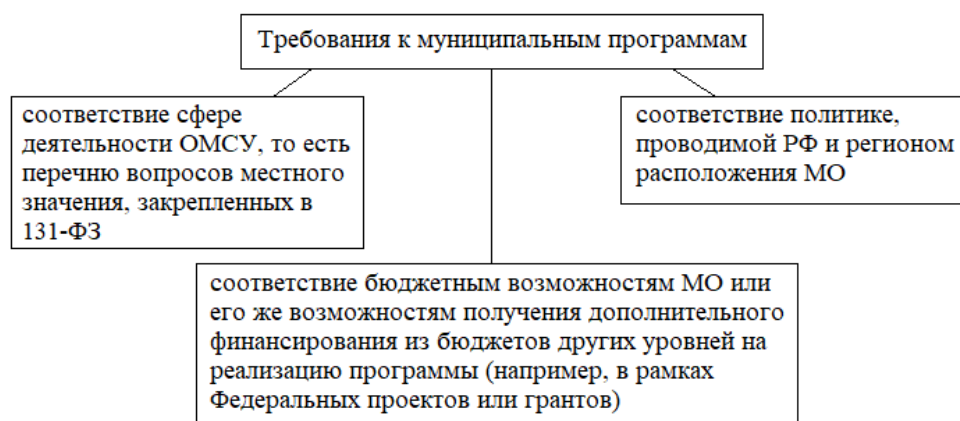 Требования к муниципальным программам
соответствие сфере
деятельности ОМСУ, то есть
перечню вопросов местного
значения, закрепленных в
131-ФЗ
соответствие политике,
проводимой РФ и регионом
расположения МО
соответствие бюджетным возможностям МО или
его же возможностям получения дополнительного
финансирования из бюджетов других уровней на
реализацию программы (например, в рамках
Федеральных проектов или грантов)